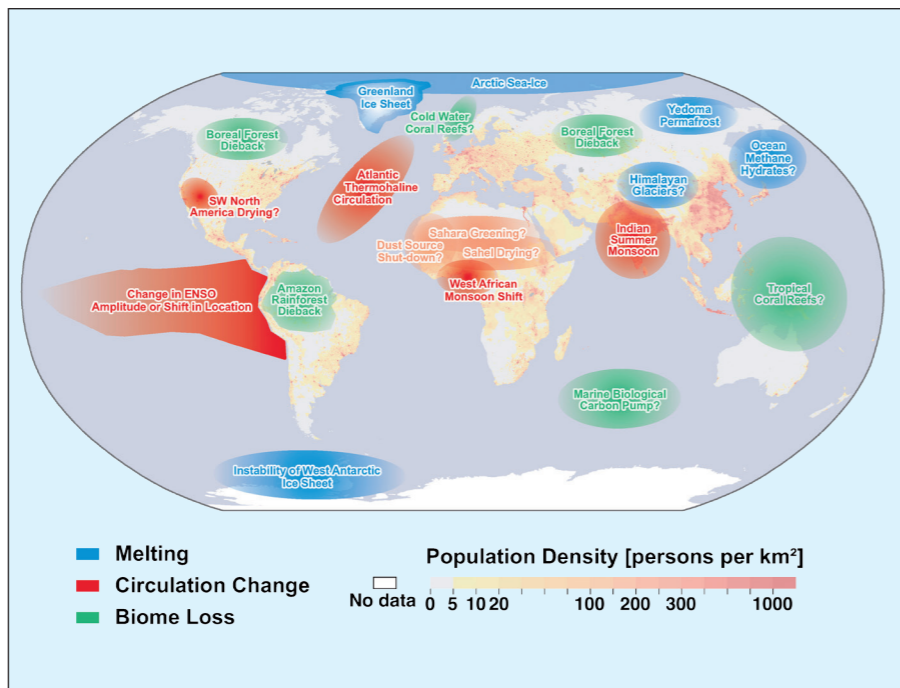 Arctic Sea-Ice
Greenland
Ice Sheet
Cold Water
Coral Reefs?
Yedoma
Permafrost
Boreal Forest
Dieback
Boreal Forest
Dieback
Ocean
Methane
Hydrates?
Atlantic
Thermohaline
Circulation
Himalayan
Glaciers?
SW North
America Drying?
Sahara Greening?
Dust Source
Shut-down?
Sahel Drying?
Indian
Summer
Monsoon
West African
Monsoon Shift
Change in ENSO
Amplitude or Shift in Location
Amazon
Rainforest
Dieback
Tropical
Coral Reefs?
Marine Biological
Carbon Pump?
Instability of West Antarctic
Ice Sheet
Melting
Circulation Change
Biome Loss
No data
Population Density [persons per km²]
0 5 10 20 100 200 300 1000